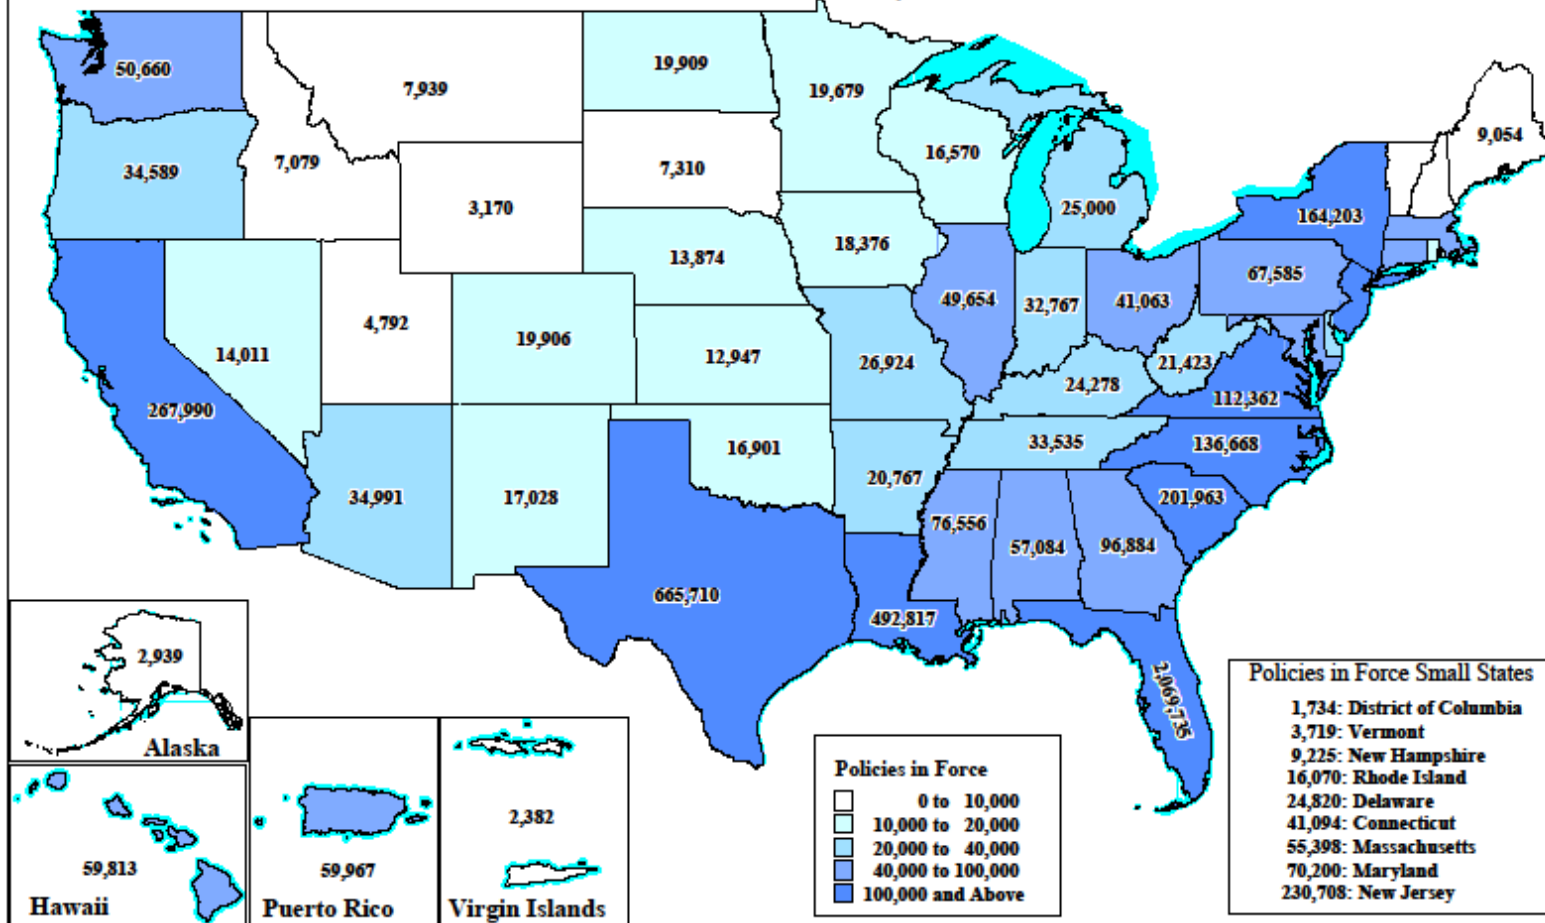 50,660
7,939
19,909
19,679
9,054
34,589
7,079
7,310
16,570
3,170
25,000
164,203
13,874
18,376
67,585
49,654
32,767
41,063
4,792
19,906
14,011
12,947
26,924
21,423
24,278
112,362
267,990
33,535
136,668
16,901
20,767
34,991
17,028
201,963
76,556
57,084
96,884
665,710
492,817
2,069,735
2,939
Alaska
59,813
Hawaii
59,967
Puerto Rico
2,382
Virgin Islands
Policies in Force
0 to 10,000
10,000 to 20,000
20,000 to 40,000
40,000 to 100,000
100,000 and Above
Policies in Force Small States
1,734: District of Columbia
3,719: Vermont
9,225: New Hampshire
16,070: Rhode Island
24,820: Delaware
41,094: Connecticut
55,398: Massachusetts
70,200: Maryland
230,708: New Jersey